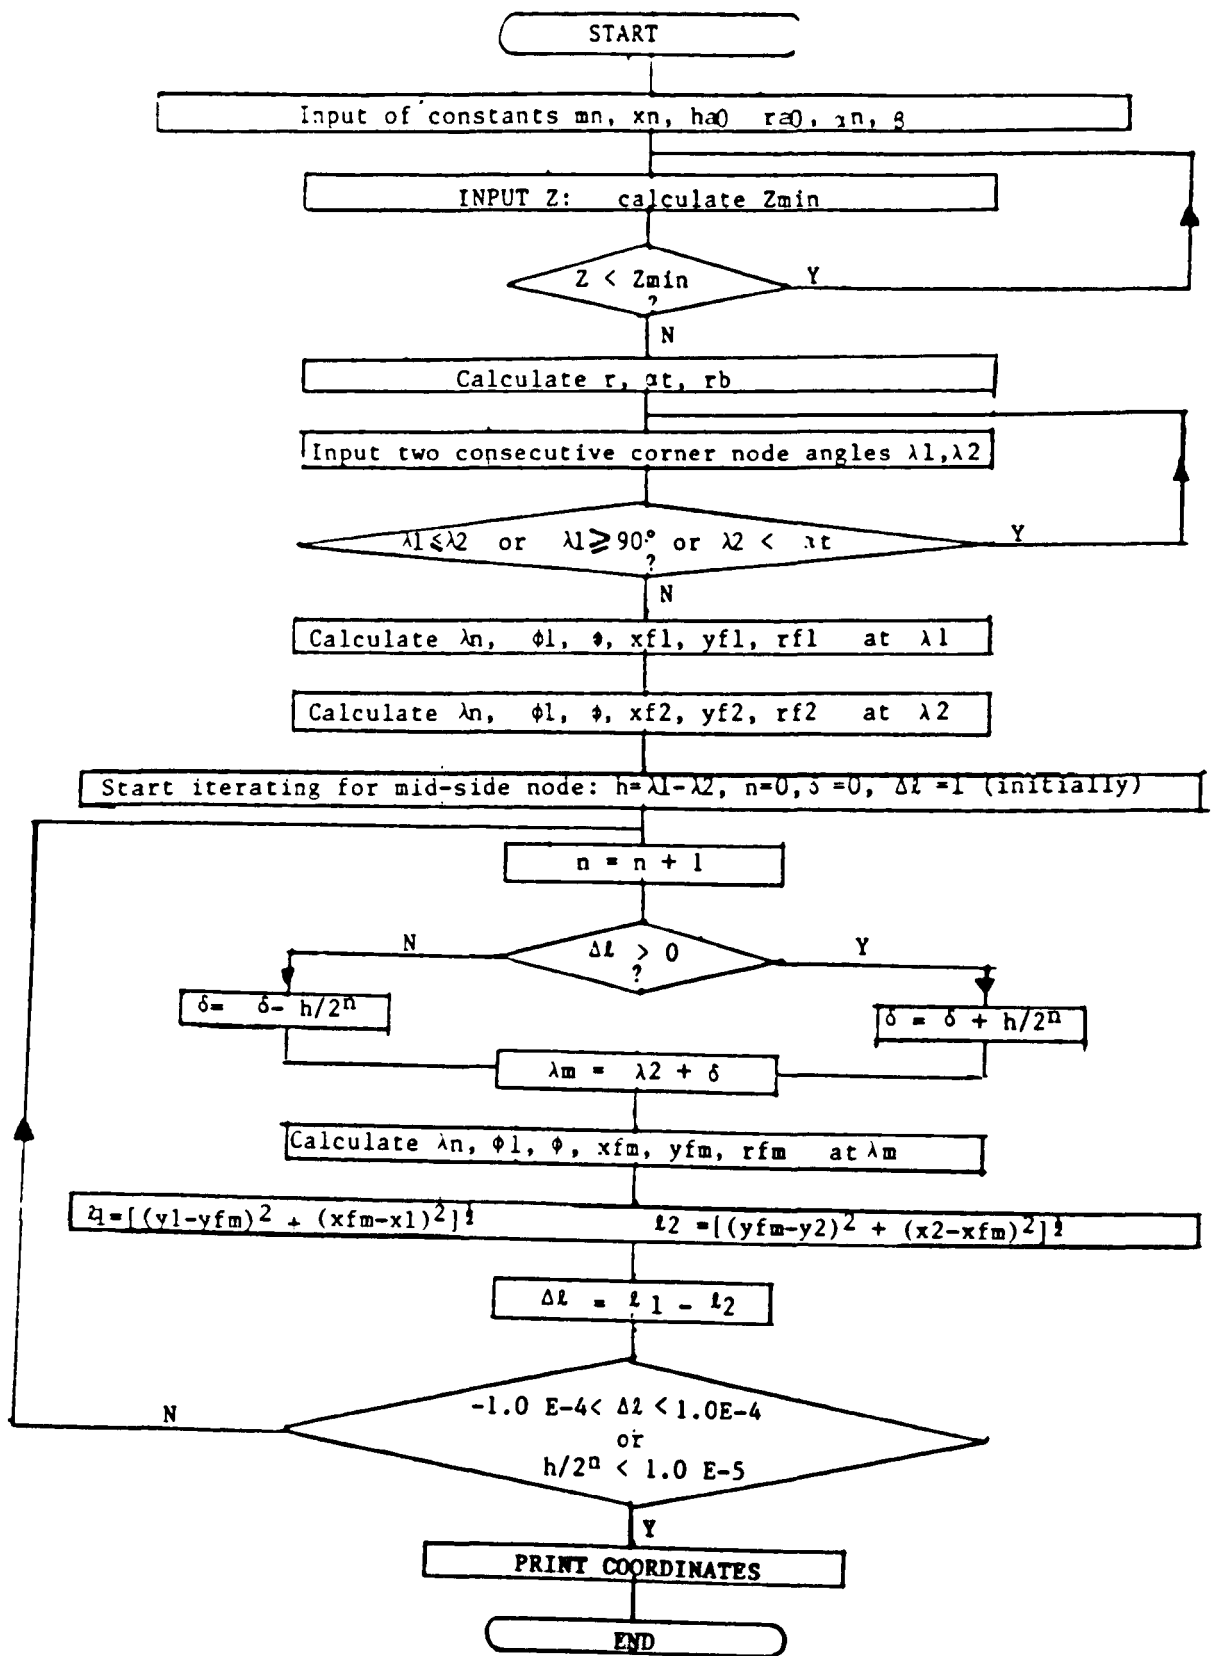 START
Input of constants mn, xn, ha0 ra0, αn, β
INPUT Z: calculate Zmin
Z < Zmin
?
Y
N
Calculate r, αt, rb
Input two consecutive corner node angles λ1,λ2
λ1≤λ2 or λ1≥90° or λ2 < αt
?
Y
N
Calculate λn, φ1, φ, xf1, yf1, rf1 at λ1
Calculate λn, φ1, φ, xf2, yf2, rf2 at λ2
Start iterating for mid-side node: h=λ1-λ2, n=0, δ=0, Δℓ=1 (initially)
n = n + 1
N
Δℓ > 0
?
Y
δ= δ- h/2ⁿ
δ = δ + h/2ⁿ
λm = λ2 + δ
Calculate λn, φ1, φ, xfm, yfm, rfm at λm
ℓ1=[(y1-yfm)² + (xfm-x1)²]½ ℓ2 =[(yfm-y2)² + (x2-xfm)²]½
Δℓ = ℓ1 - ℓ2
N
-1.0 E-4< Δℓ <1.0E-4
or
h/2ⁿ < 1.0 E-5
Y
PRINT COORDINATES
END